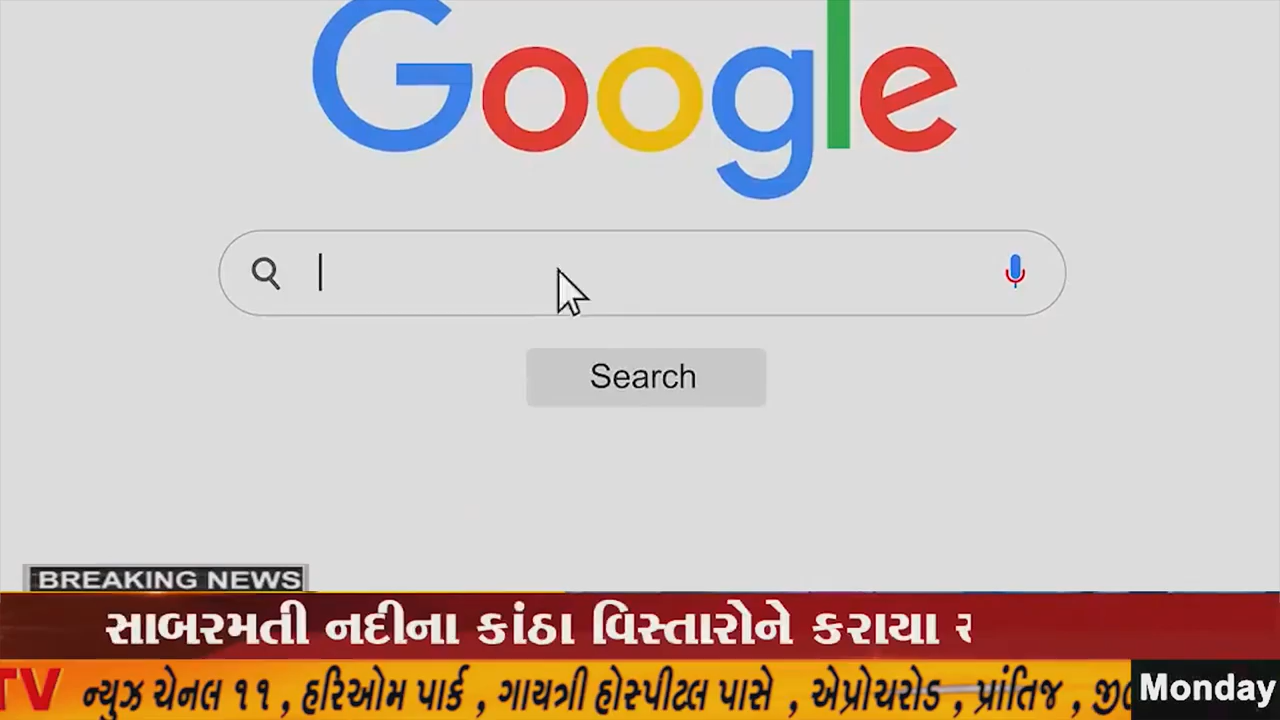 Google
Search
BREAKING NEWS
સાબરમતી નદીના કાંઠા વિસ્તારોને કરાયા
TV ન્યુઝ ચેનલ ૧૧ , હરિઓમ પાર્ક , ગાયત્રી હોસ્પીટલ પાસે , એપ્રોચરોડ , પ્રાંતિજ ,
Monday